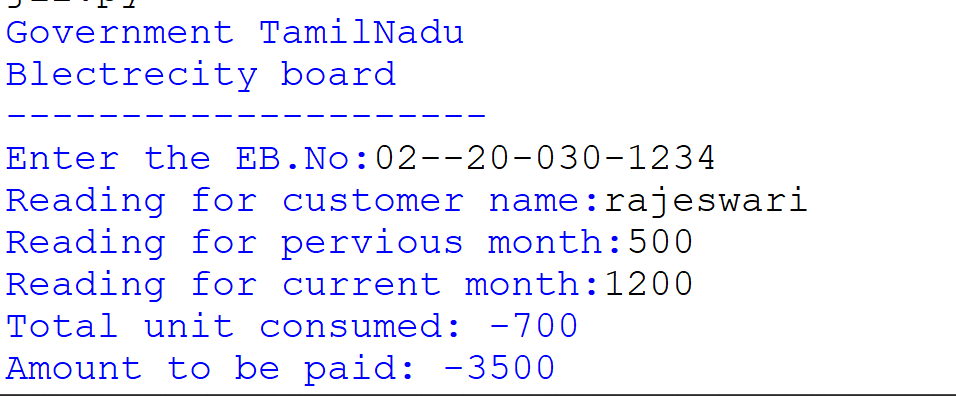 Government TamilNadu
Blectrecity board
---------------------
Enter the EB.No:02--20-030-1234
Reading for customer name:rajeswari
Reading for pervious month:500
Reading for current month:1200
Total unit consumed: -700
Amount to be paid: -3500